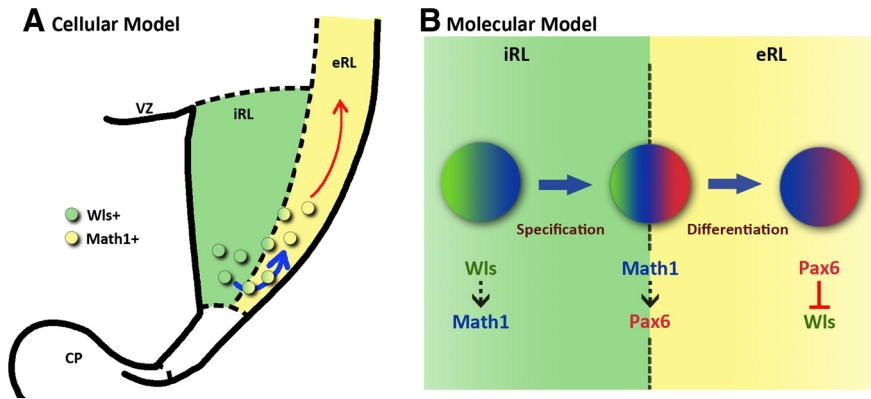 A Cellular Model
eRL
VZ
iRL
Wls+
Math1+
CP
B Molecular Model
iRL
eRL
Specification
Differentiation
Wls
Math1
Math1
Pax6
Pax6
Wls